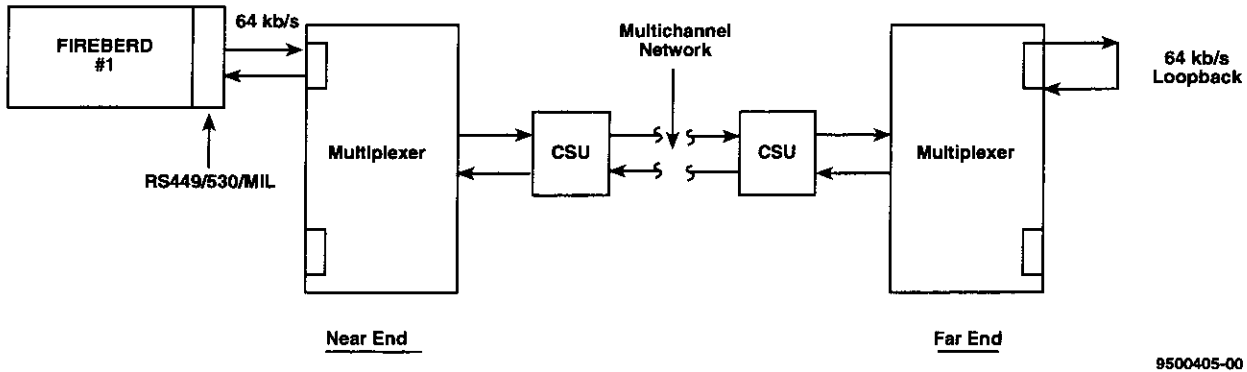 64 kb/s
FIREBERD
#1
RS449/530/MIL
Multiplexer
CSU
Multichannel
Network
CSU
Multiplexer
64 kb/s
Loopback
Near End
Far End
9500405-00